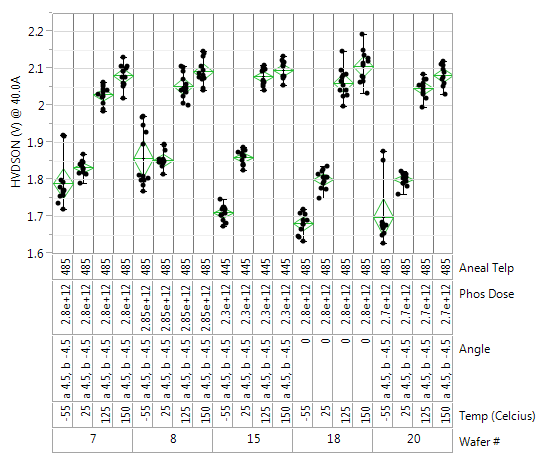 2.2
2.1
2
1.9
1.8
1.7
1.6
HVDSON (V) @ 40.0A
485 485 485 485 485 485 485 485 445 445 445 445 485 485 485 485 485 485 485 485 Aneal Telp
2.8e+12 2.8e+12 2.8e+12 2.8e+12 2.85e+12 2.85e+12 2.85e+12 2.85e+12 2.3e+12 2.3e+12 2.3e+12 2.3e+12 2.8e+12 2.8e+12 2.8e+12 2.8e+12 2.7e+12 2.7e+12 2.7e+12 2.7e+12 Phos Dose
a 4.5, b -4.5 a 4.5, b -4.5 a 4.5, b -4.5 a 4.5, b -4.5 a 4.5, b -4.5 a 4.5, b -4.5 a 4.5, b -4.5 a 4.5, b -4.5 a 4.5, b -4.5 a 4.5, b -4.5 a 4.5, b -4.5 a 4.5, b -4.5 0 0 0 0 a 4.5, b -4.5 a 4.5, b -4.5 a 4.5, b -4.5 a 4.5, b -4.5 Angle
-55 25 125 150 -55 25 125 150 -55 25 125 150 -55 25 125 150 -55 25 125 150 Temp (Celcius)
7 8 15 18 20 Wafer #